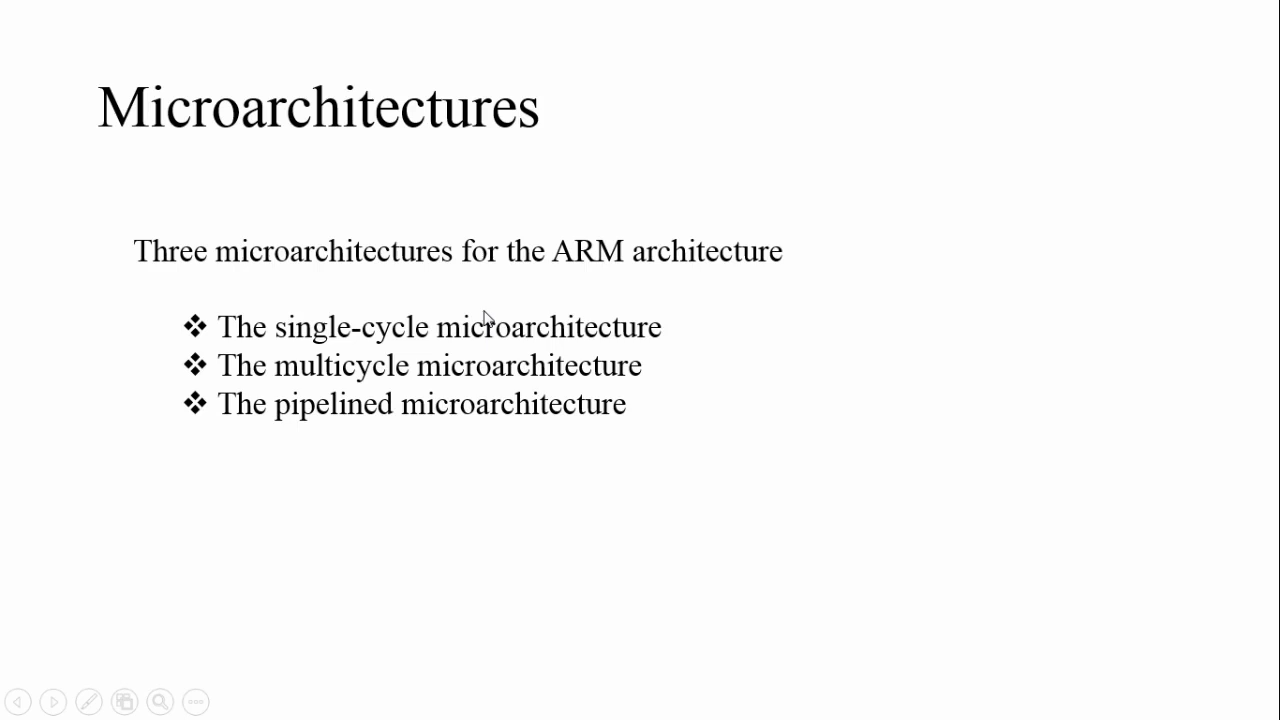 Microarchitectures
Three microarchitectures for the ARM architecture
❖ The single-cycle microarchitecture
❖ The multicycle microarchitecture
❖ The pipelined microarchitecture